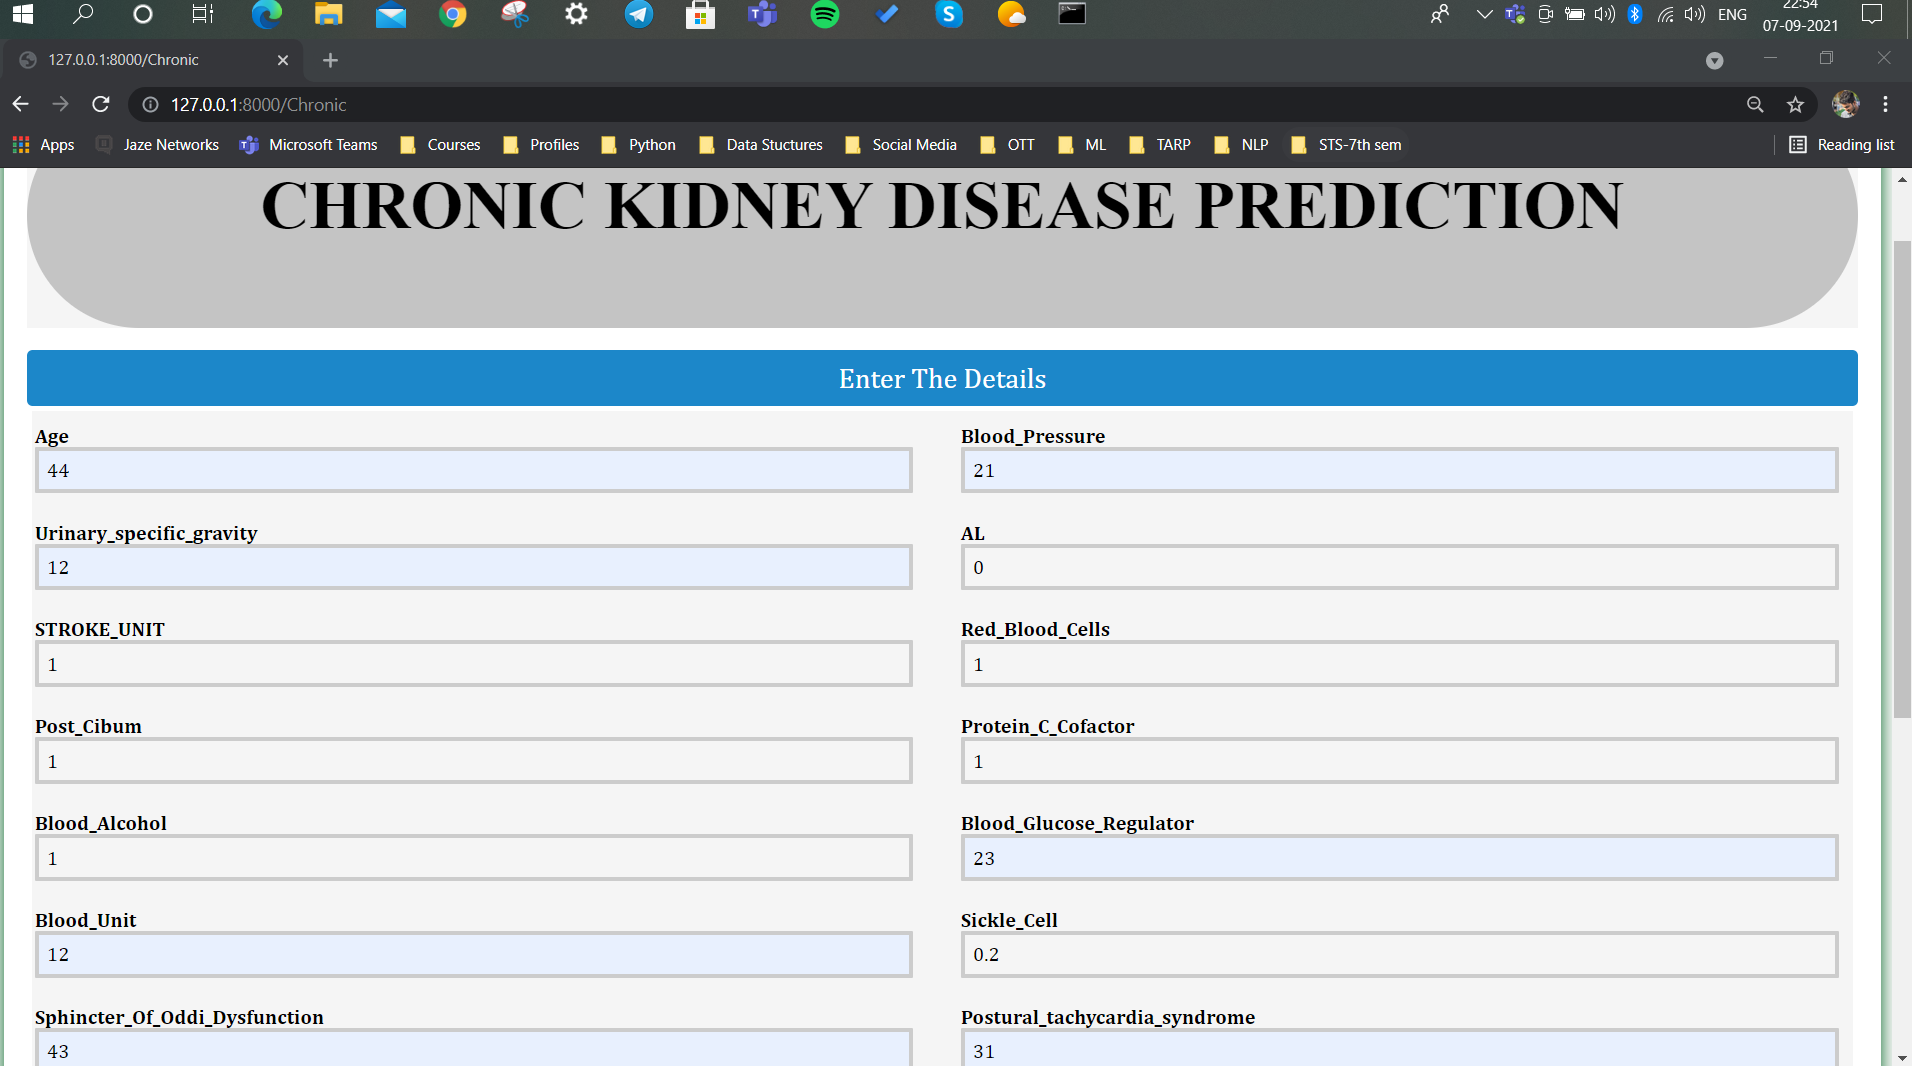 ENG
22:54
07-09-2021
127.0.0.1:8000/Chronic
127.0.0.1:8000/Chronic
Apps
Jaze Networks
Microsoft Teams
Courses
Profiles
Python
Data Stuctures
Social Media
OTT
ML
TARP
NLP
STS-7th sem
Reading list
CHRONIC KIDNEY DISEASE PREDICTION
Enter The Details
Age
Blood_Pressure
44
21
Urinary_specific_gravity
AL
12
0
STROKE_UNIT
Red_Blood_Cells
1
1
Post_Cibum
Protein_C_Cofactor
1
1
Blood_Alcohol
Blood_Glucose_Regulator
1
23
Blood_Unit
Sickle_Cell
12
0.2
Sphincter_Of_Oddi_Dysfunction
Postural_tachycardia_syndrome
43
31